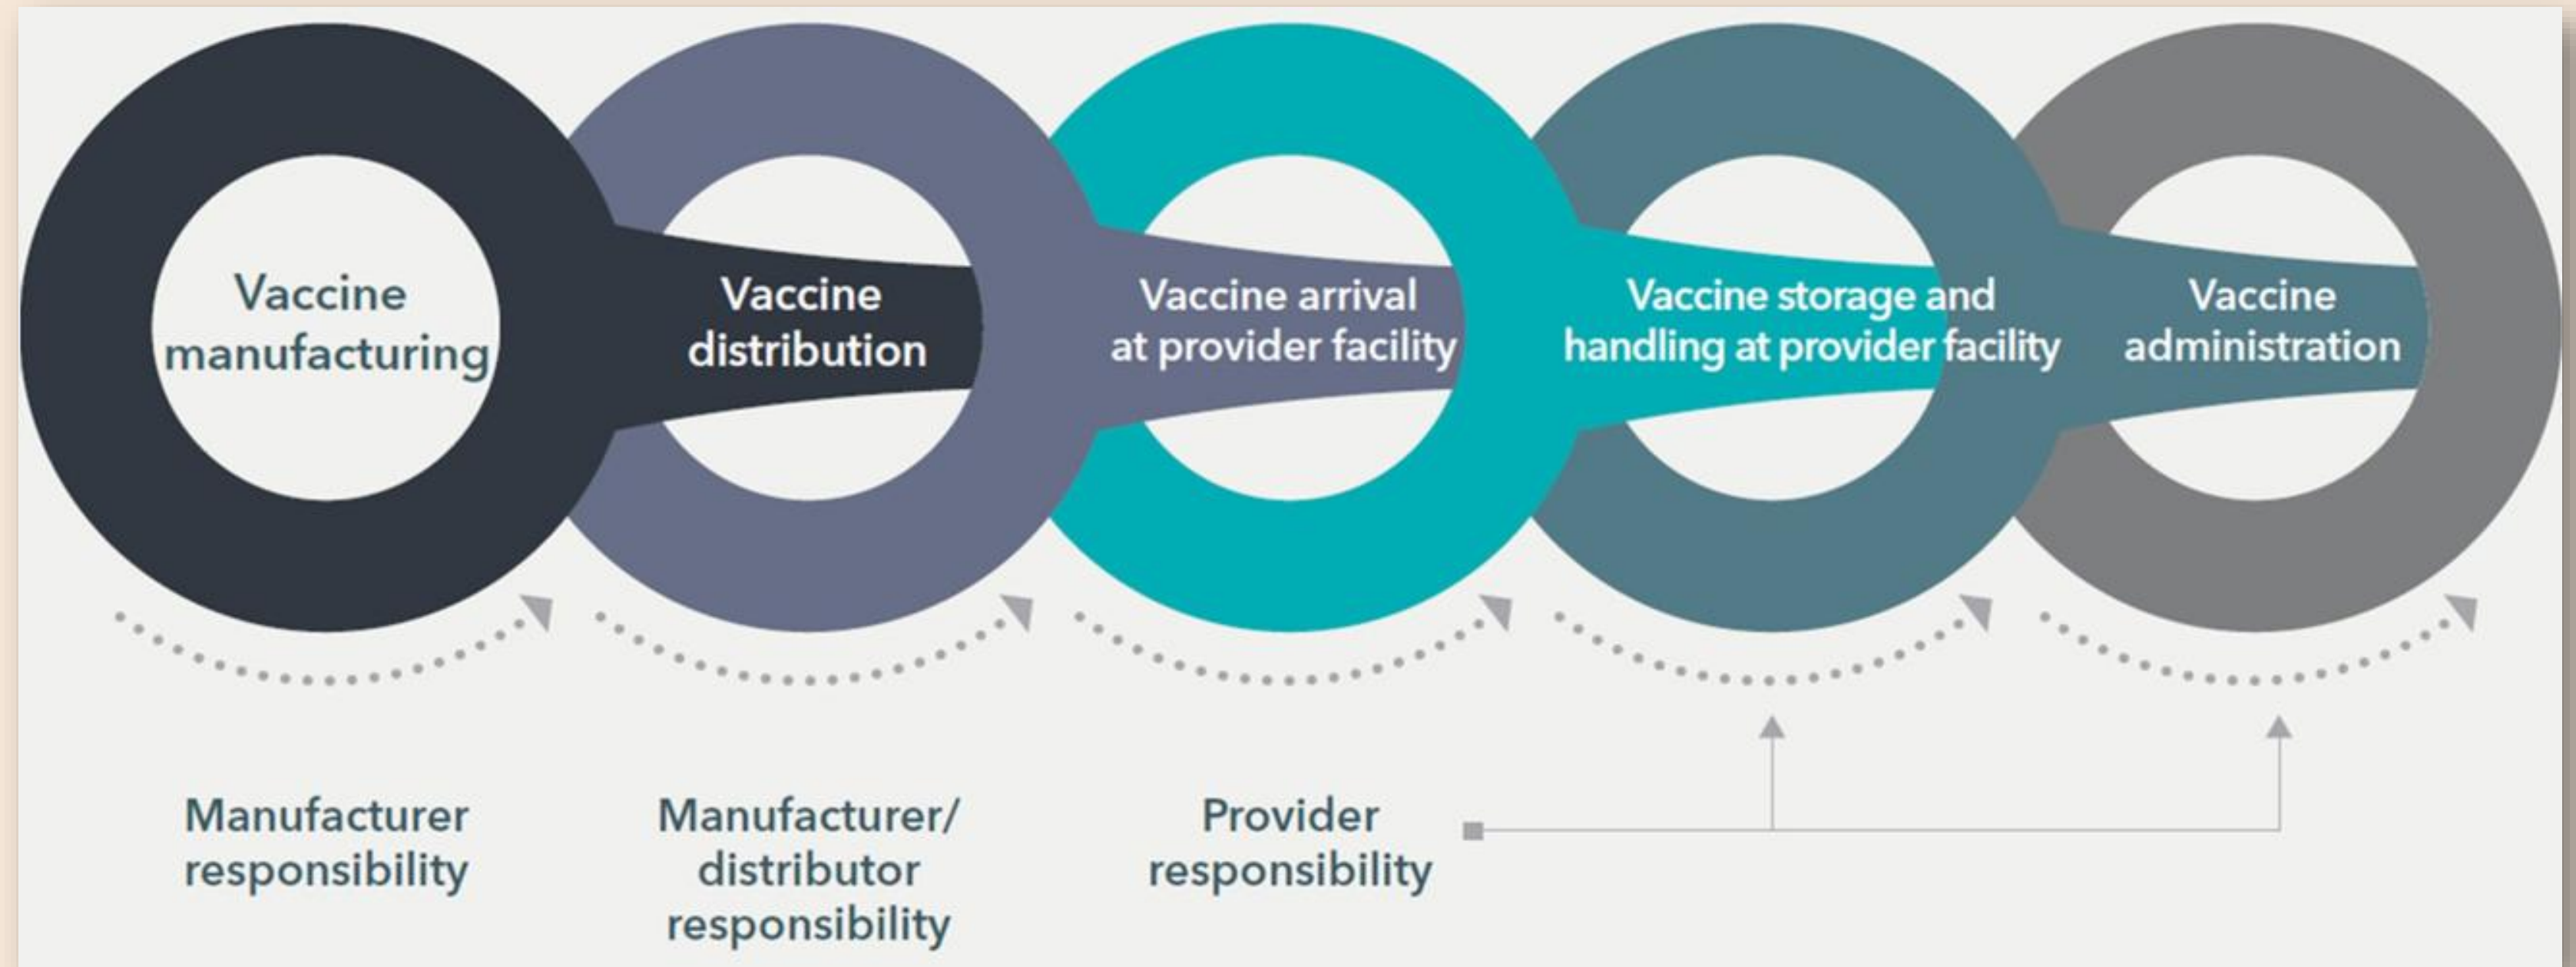 Vaccine
manufacturing
Vaccine
distribution
Vaccine arrival
at provider facility
Vaccine storage and
handling at provider facility
Vaccine
administration
Manufacturer
responsibility
Manufacturer/
distributor
responsibility
Provider
responsibility